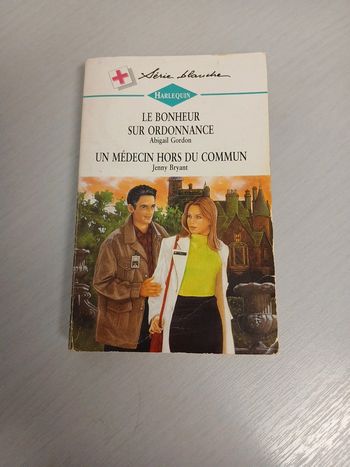 Série blanche
HARLEQUIN
LE BONHEUR
SUR ORDONNANCE
Abigail Gordon
UN MÉDECIN HORS DU COMMUN
Jenny Bryant